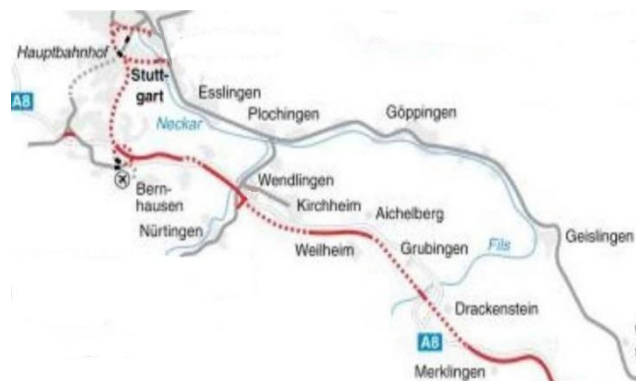 Hauptbahnhof
Stutt-
gart
A8
Esslingen
Plochingen
Göppingen
Neckar
Bern-
hausen
Wendlingen
Kirchheim
Aichelberg
Nürtingen
Weilheim
Grubingen
Fils
Geislingen
Drackenstein
A8
Merklingen